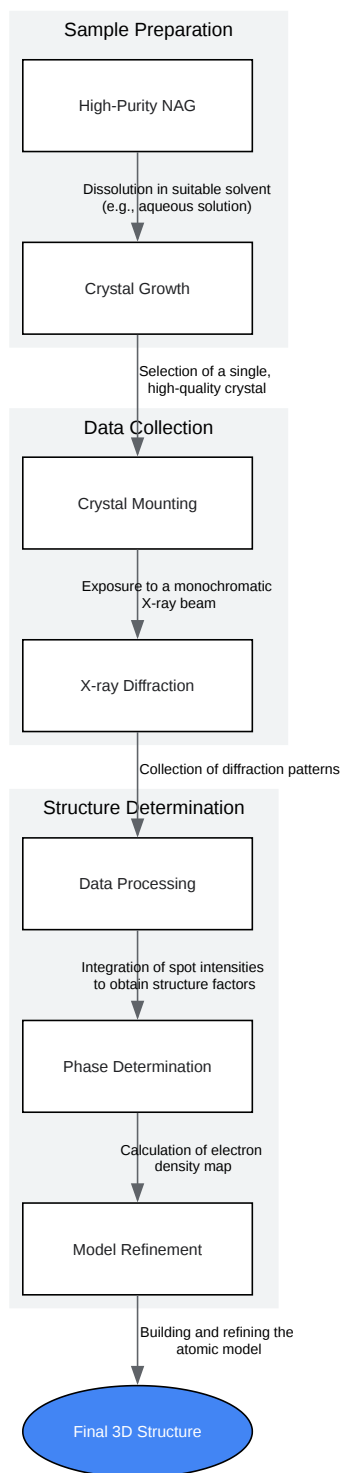 Sample Preparation
High-Purity NAG
Dissolution in suitable solvent
(e.g., aqueous solution)
Crystal Growth
Selection of a single,
high-quality crystal
Data Collection
Crystal Mounting
Exposure to a monochromatic
X-ray beam
X-ray Diffraction
Collection of diffraction patterns
Structure Determination
Data Processing
Integration of spot intensities
to obtain structure factors
Phase Determination
Calculation of electron
density map
Model Refinement
Building and refining the
atomic model
Final 3D Structure